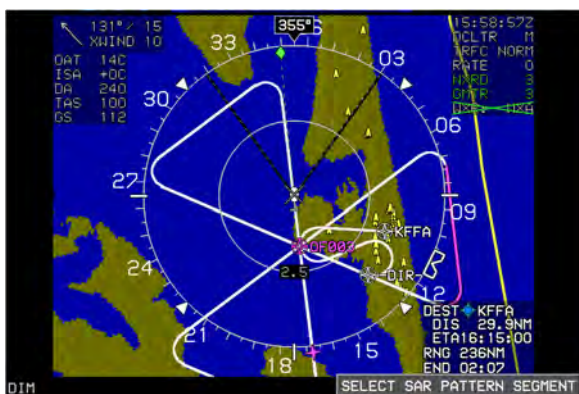 131°/ 15
XWIND 10
OAT 14C
ISA +0C
DA 240
TAS 100
GS 112
355°
15:58:57Z
DCLTR M
TRFC NORM
RATE 0
NXRD 3
GMTR 3
33
03
30
06
27
09
24
12
21
18
15
KFFA
OF003
DIR
2.5
DEST KFFA
DIS 29.9NM
ETA16:15:00
RNG 236NM
END 02:07
DIM
SELECT SAR PATTERN SEGMENT